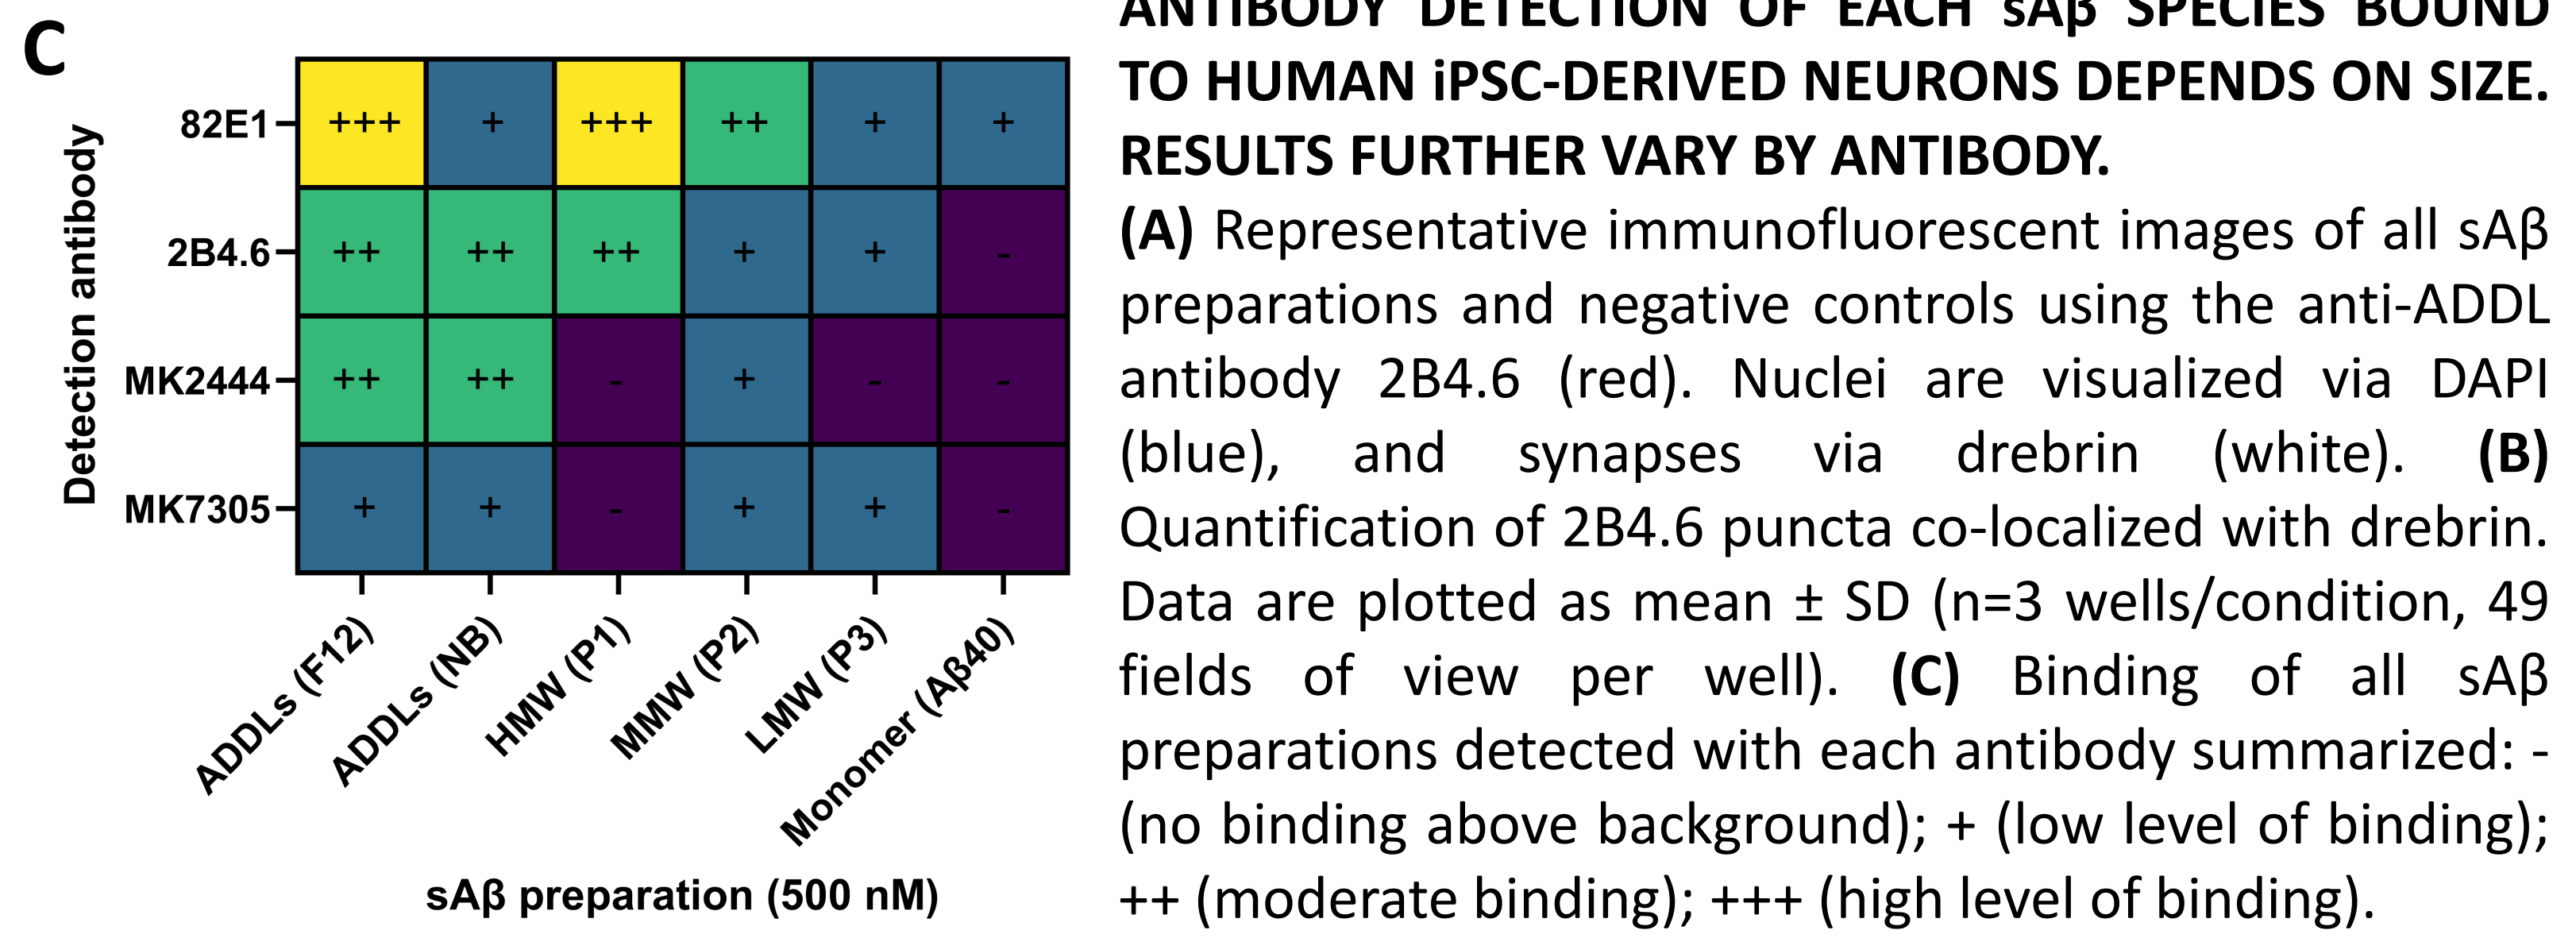 C
Detection antibody
82E1 +++ + +++ ++ + +
2B4.6 ++ ++ ++ + + -
MK2444 ++ ++ - + - -
MK7305 + + - + + -
ADDLs (F12) ADDLs (NB) HMW (P1) MMW (P2) LMW (P3) Monomer (Aβ40)
sAβ preparation (500 nM)
ANTIBODY DETECTION OF EACH sAβ SPECIES BOUND
TO HUMAN iPSC-DERIVED NEURONS DEPENDS ON SIZE.
RESULTS FURTHER VARY BY ANTIBODY.
(A) Representative immunofluorescent images of all sAβ
preparations and negative controls using the anti-ADDL
antibody 2B4.6 (red). Nuclei are visualized via DAPI
(blue), and synapses via drebrin (white). (B)
Quantification of 2B4.6 puncta co-localized with drebrin.
Data are plotted as mean ± SD (n=3 wells/condition, 49
fields of view per well). (C) Binding of all sAβ
preparations detected with each antibody summarized: -
(no binding above background); + (low level of binding);
++ (moderate binding); +++ (high level of binding).